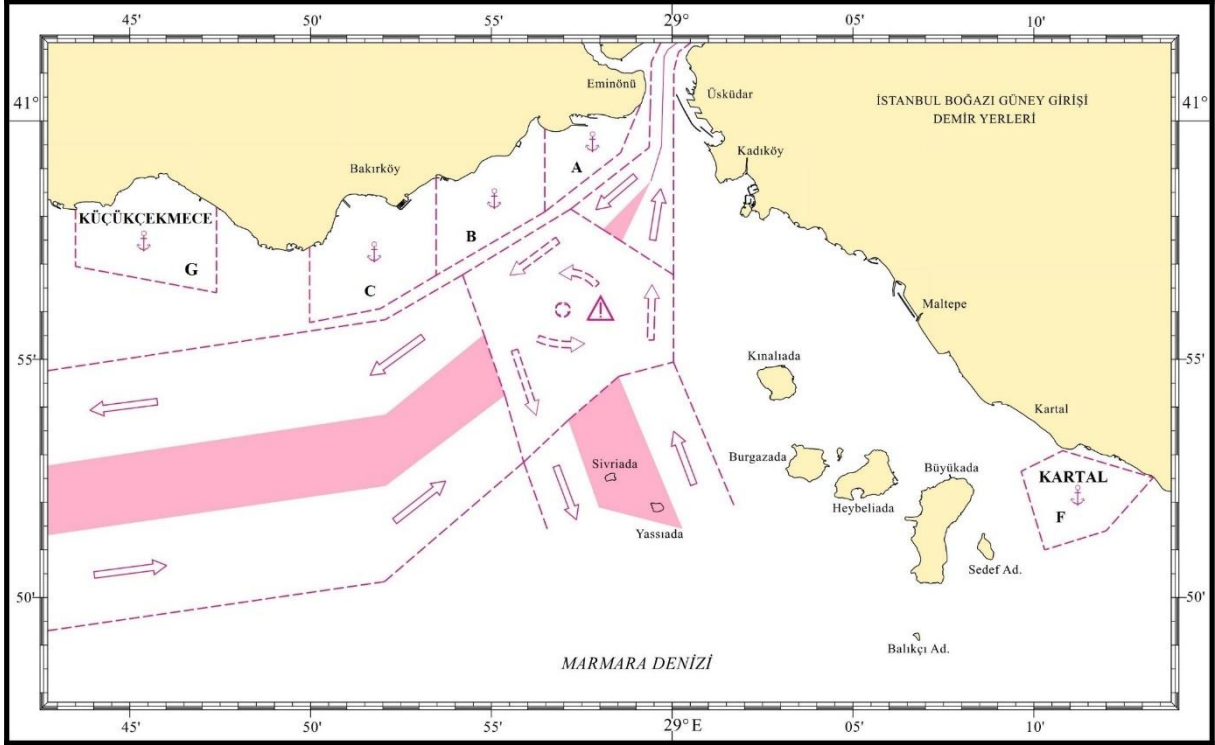 45'
50'
55'
29°
05'
10'
Eminönü
Üsküdar
41°
41°
İSTANBUL BOĞAZI GÜNEY GİRİŞİ
DEMİR YERLERİ
Kadıköy
Bakırköy
A
KÜÇÜKÇEKMECE
B
G
C
Maltepe
55'
55'
Kınalıada
Kartal
Burgazada
Sivriada
Büyükada
KARTAL
Heybeliada
F
Yassıada
Sedef Ad.
50'
50'
Balıkçı Ad.
MARMARA DENİZİ
45'
50'
55'
29° E
05'
10'